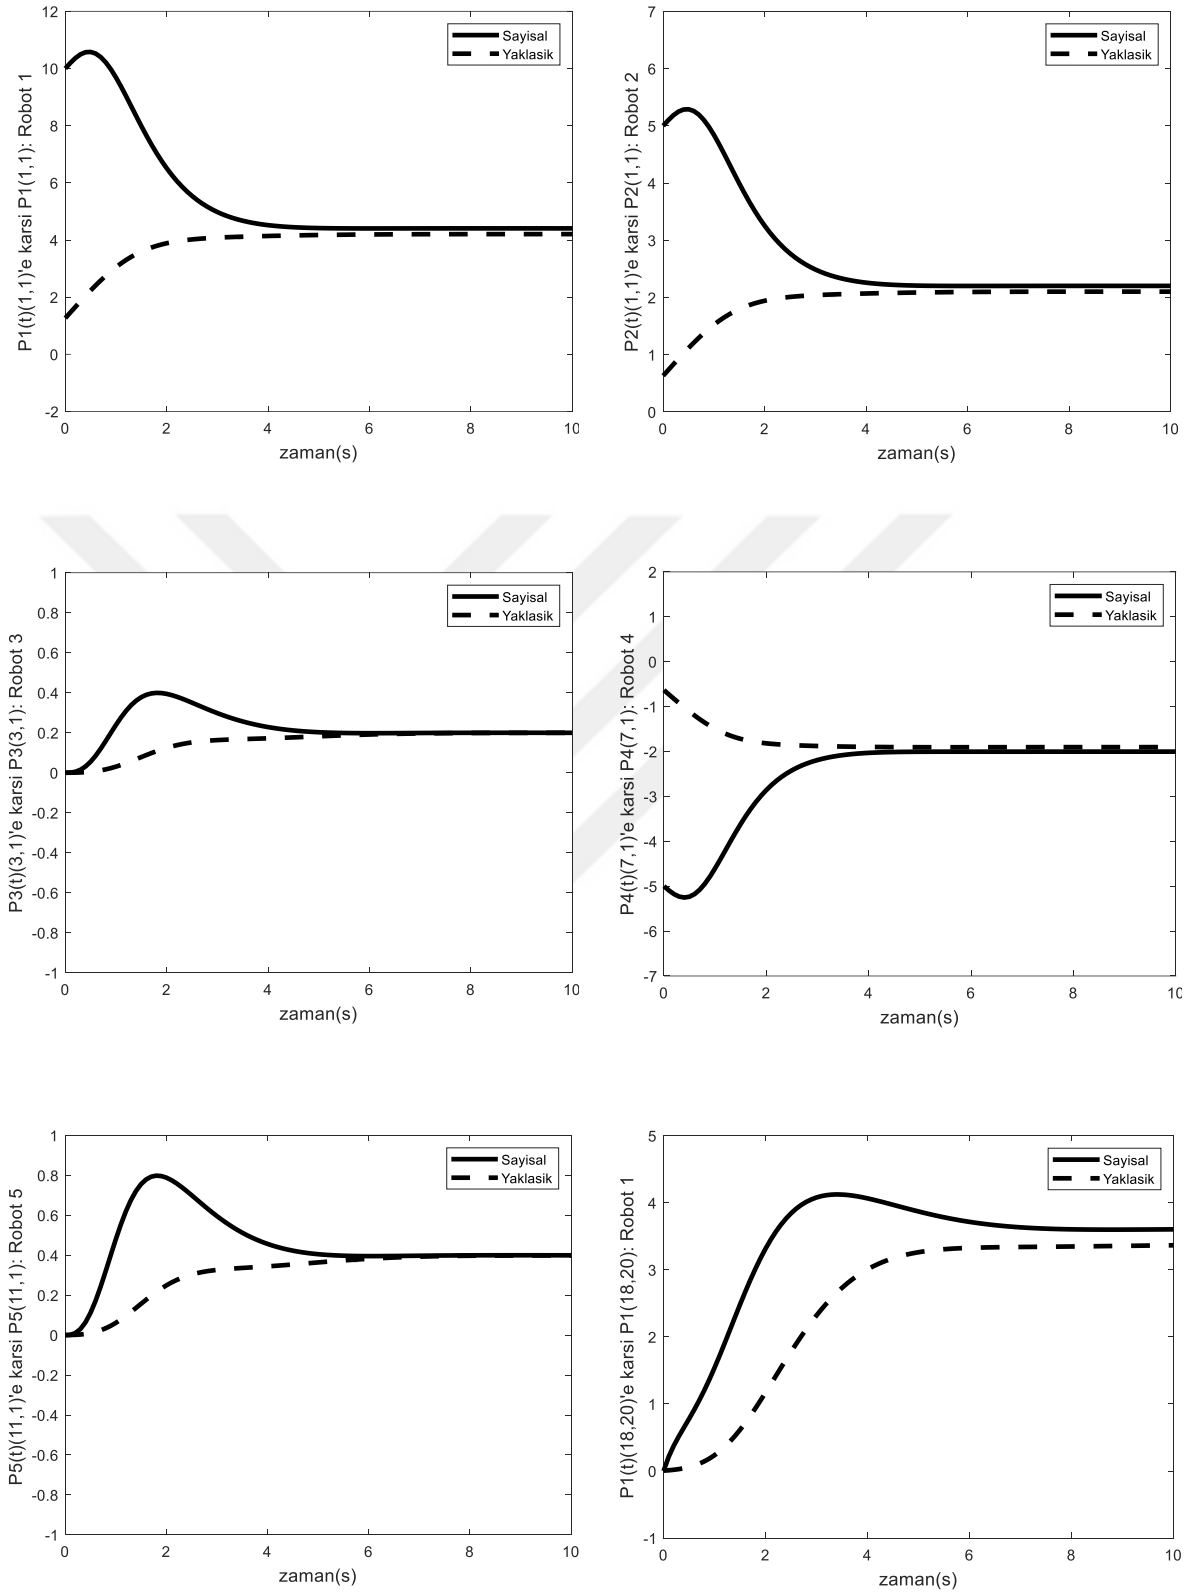 12
10
8
6
4
2
0
-2
P1(t)(1,1)'e karsi P1(1,1): Robot 1
Sayisal
Yaklasik
0 2 4 6 8 10
zaman(s)
7
6
5
4
3
2
1
0
P2(t)(1,1)'e karsi P2(1,1): Robot 2
Sayisal
Yaklasik
0 2 4 6 8 10
zaman(s)
1
0.8
0.6
0.4
0.2
0
-0.2
-0.4
-0.6
-0.8
-1
P3(t)(3,1)'e karsi P3(3,1): Robot 3
Sayisal
Yaklasik
0 2 4 6 8 10
zaman(s)
2
1
0
-1
-2
-3
-4
-5
-6
-7
P4(t)(7,1)'e karsi P4(7,1): Robot 4
Sayisal
Yaklasik
0 2 4 6 8 10
zaman(s)
1
0.8
0.6
0.4
0.2
0
-0.2
-0.4
-0.6
-0.8
-1
P5(t)(11,1)'e karsi P5(11,1): Robot 5
Sayisal
Yaklasik
0 2 4 6 8 10
zaman(s)
5
4
3
2
1
0
-1
P1(t)(18,20)'e karsi P1(18,20): Robot 1
Sayisal
Yaklasik
0 2 4 6 8 10
zaman(s)